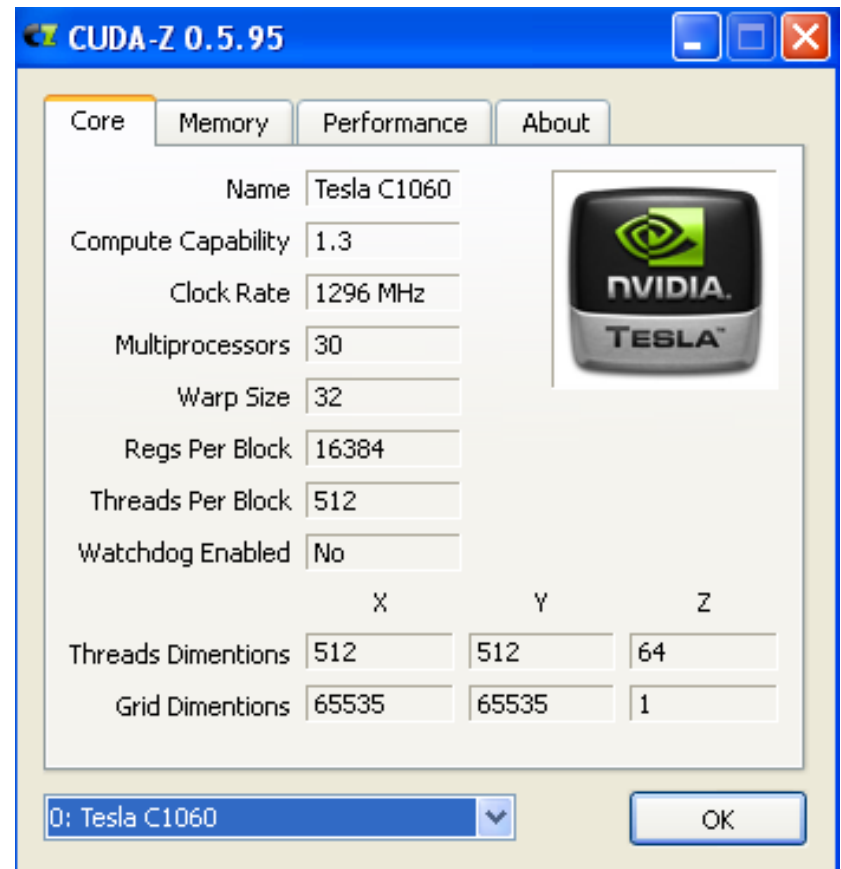 CZ CUDA-Z 0.5.95
Core Memory Performance About
Name Tesla C1060
Compute Capability 1.3
Clock Rate 1296 MHz
Multiprocessors 30
Warp Size 32
Regs Per Block 16384
Threads Per Block 512
Watchdog Enabled No
nVIDIA.
TESLA™
X Y Z
Threads Dimentions 512 512 64
Grid Dimentions 65535 65535 1
0: Tesla C1060
OK